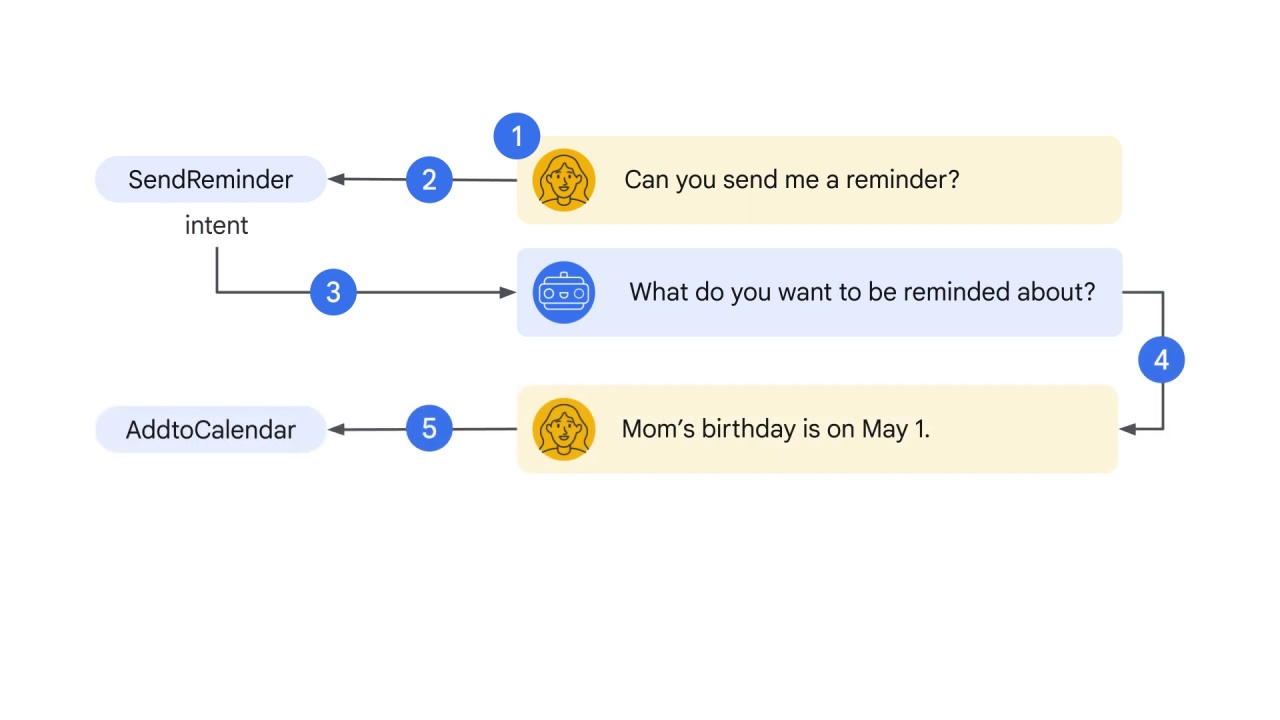 1
Can you send me a reminder?
2
SendReminder
intent
3
What do you want to be reminded about?
4
Mom’s birthday is on May 1.
5
AddtoCalendar